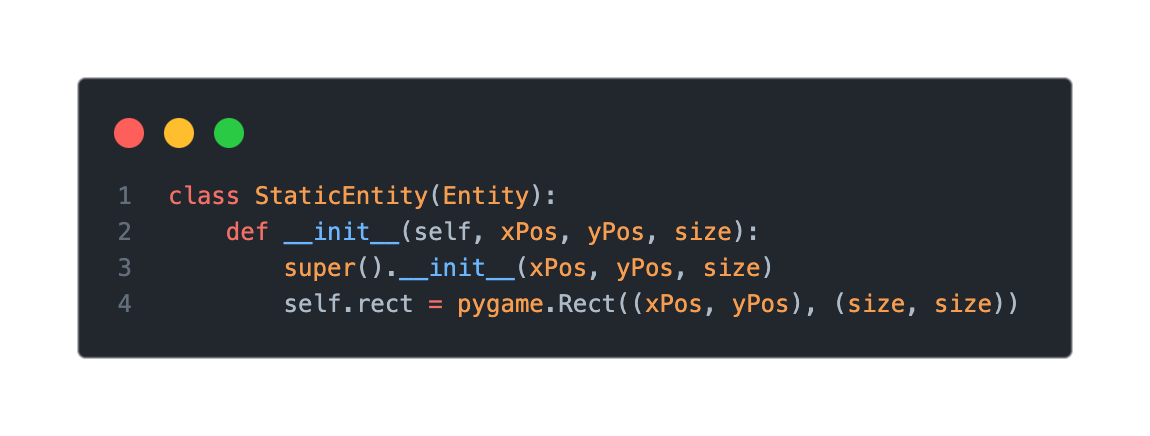 1 class StaticEntity(Entity):
2     def __init__(self, xPos, yPos, size):
3         super().__init__(xPos, yPos, size)
4         self.rect = pygame.Rect((xPos, yPos), (size, size))